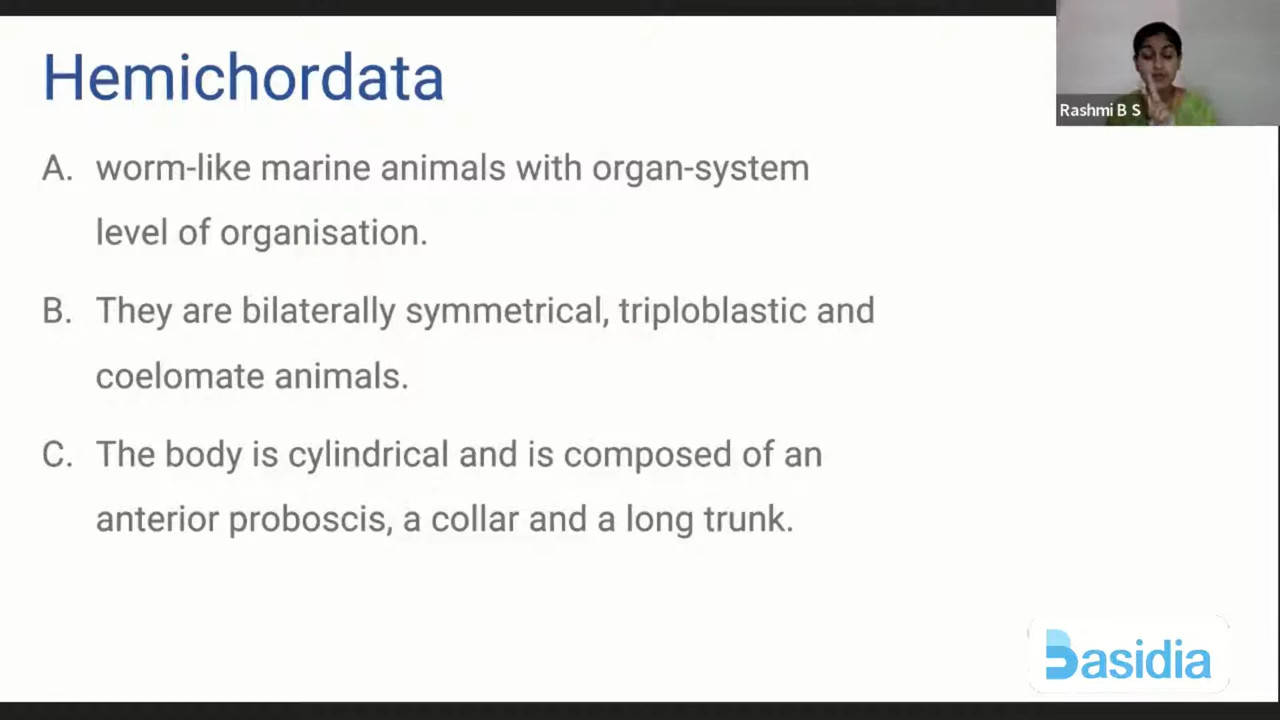 Hemichordata
Rashmi B S
A. worm-like marine animals with organ-system
level of organisation.
B. They are bilaterally symmetrical, triploblastic and
coelomate animals.
C. The body is cylindrical and is composed of an
anterior proboscis, a collar and a long trunk.
Basidia